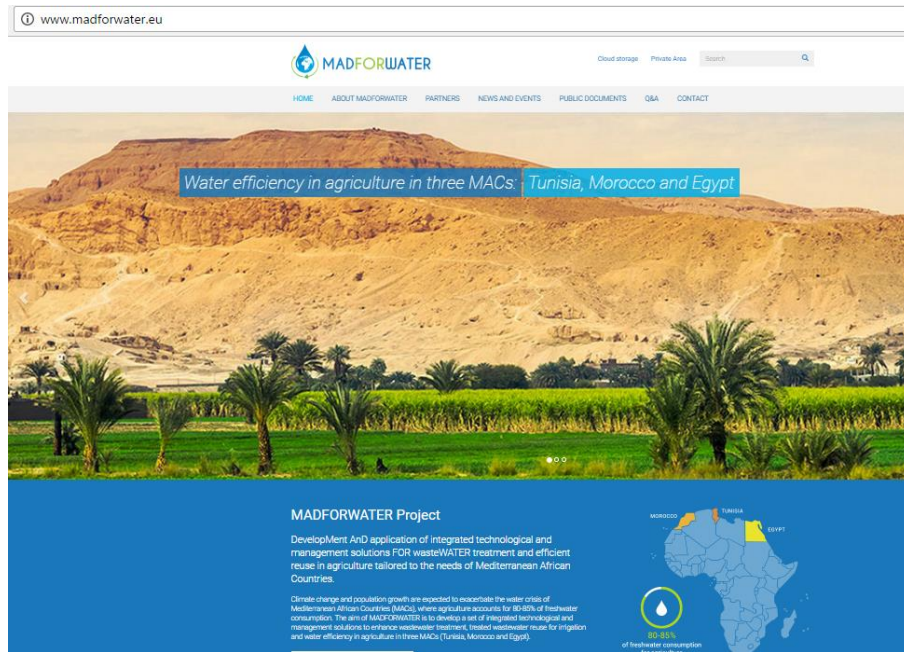 www.madforwater.eu
MADFORWATER
Cloud storage Private Area Search
HOME ABOUT MADFORWATER PARTNERS NEWS AND EVENTS PUBLIC DOCUMENTS Q&A CONTACT
Water efficiency in agriculture in three MACs: Tunisia, Morocco and Egypt
MADFORWATER Project
DevelopMent AnD application of integrated technological and
management solutions FOR wasteWATER treatment and efficient
reuse in agriculture tailored to the needs of Mediterranean African
Countries.
Climate change and population growth are expected to exacerbate the water crisis of
Mediterranean African Countries (MACs), where agriculture accounts for 80-85% of freshwater
consumption. The aim of MADFORWATER is to develop a set of integrated technological and
management solutions to enhance wastewater treatment, treated wastewater reuse for irrigation
and water efficiency in agriculture in three MACs (Tunisia, Morocco and Egypt).
MOROCCO
TUNISIA
EGYPT
80-85%
of freshwater consumption
for agriculture